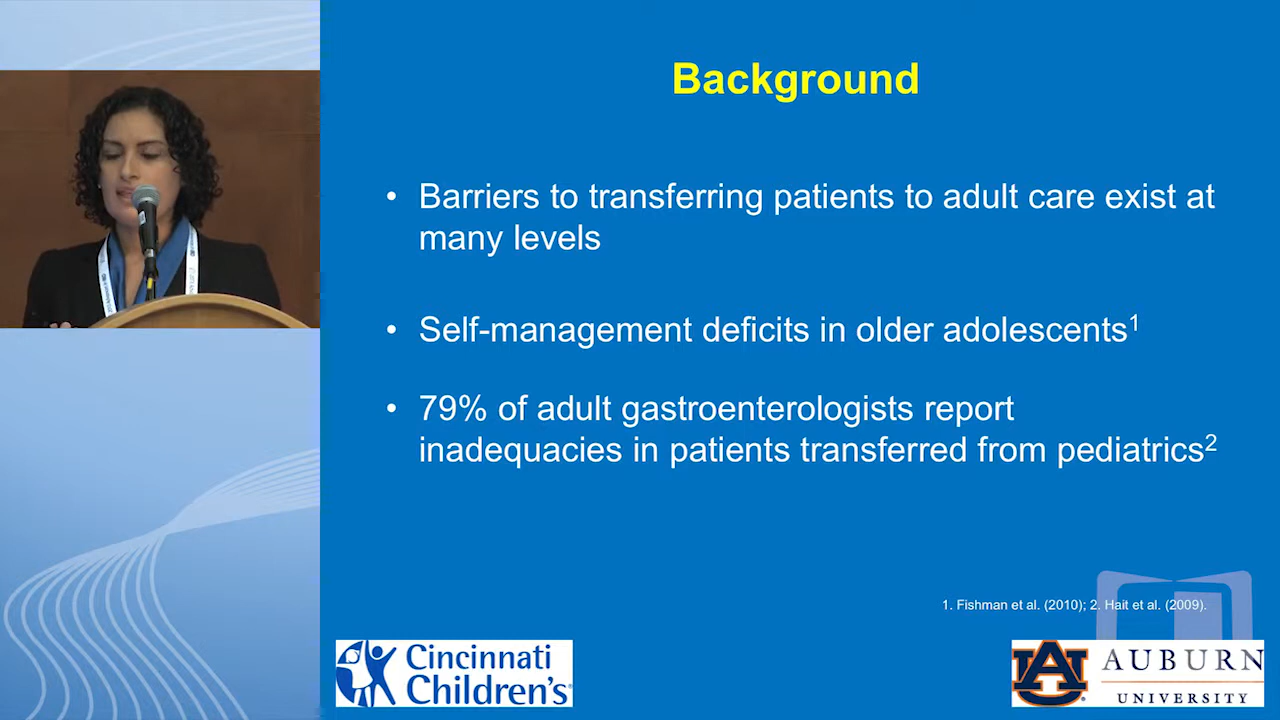 Background
• Barriers to transferring patients to adult care exist at
many levels
• Self-management deficits in older adolescents1
• 79% of adult gastroenterologists report
inadequacies in patients transferred from pediatrics2
1. Fishman et al. (2010); 2. Hait et al. (2009).
Cincinnati
Children's
AU AUBURN
UNIVERSITY